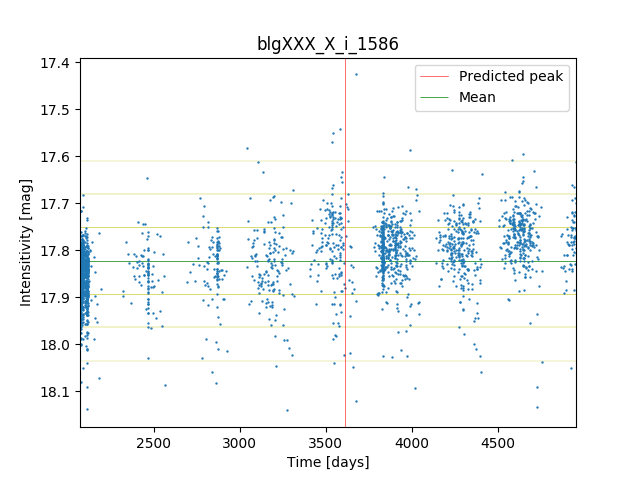 blgXXX_X_i_1586
Predicted peak
Mean
17.4
17.5
17.6
17.7
17.8
17.9
18.0
18.1
Intensitivity [mag]
2500
3000
3500
4000
4500
Time [days]